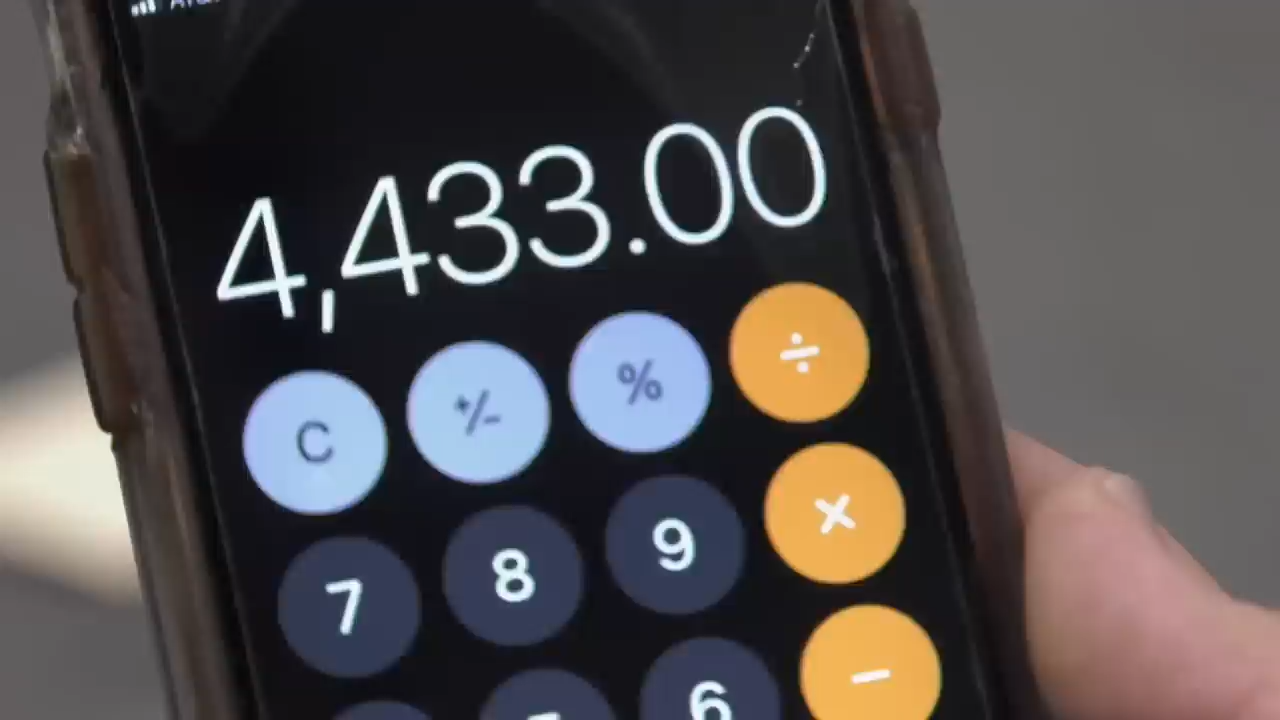 4,433.00
C +/- % ÷
7 8 9 ×
6 −